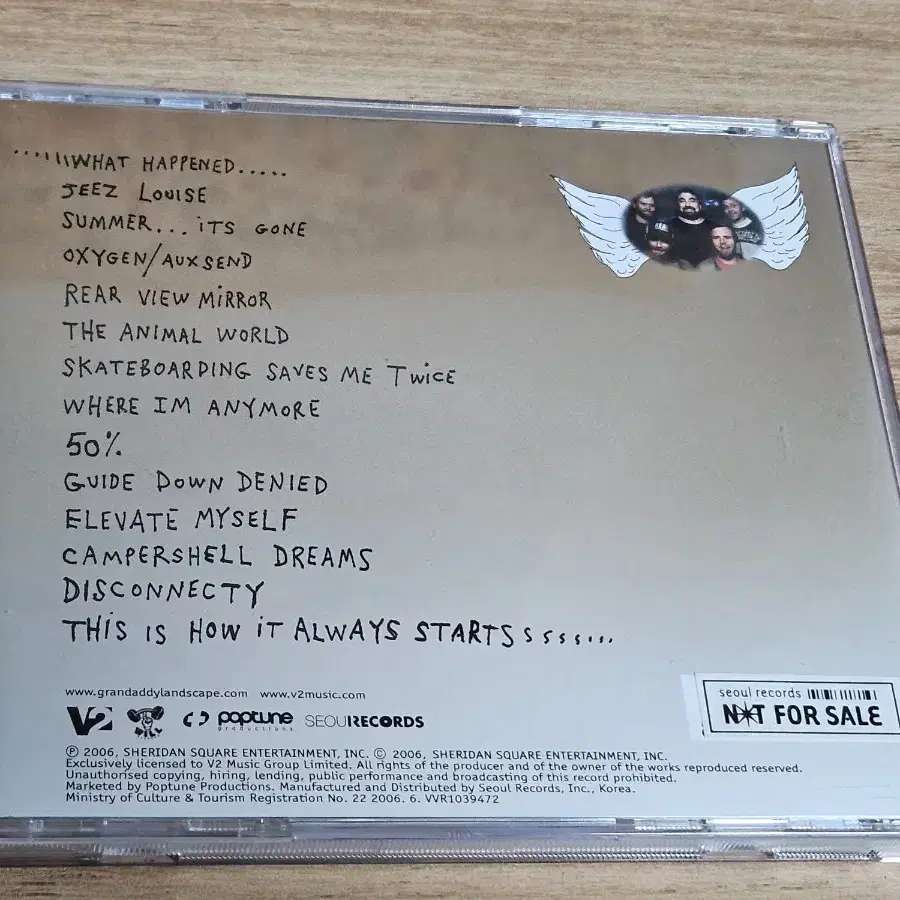 ......WHAT HAPPENED.....
JEEZ LOUISE
SUMMER... iTS GONE
OXYGEN/AUX SEND
REAR VIEW MiRROR
THE ANIMAL WORLD
SKATEBOARDING SAVES ME TWiCE
WHERE IM ANYMORE
50%
GUIDE DOWN DENIED
ELEVATE MYSELF
CAMPERSHELL DREAMS
DISCONNECTY
THIS IS HOW iT ALWAYS STARTSssss...
www.grandaddylandscape.com www.v2music.com
V2 poptune productions SEOULRECORDS
seoul records
N*T FOR SALE
℗ 2006, SHERIDAN SQUARE ENTERTAINMENT, INC. © 2006, SHERIDAN SQUARE ENTERTAINMENT, INC.
Exclusively licensed to V2 Music Group Limited. All rights of the producer and of the owner of the works reproduced reserved.
Unauthorised copying, hiring, lending, public performance and broadcasting of this record prohibited.
Marketed by Poptune Productions. Manufactured and Distributed by Seoul Records, Inc., Korea.
Ministry of Culture & Tourism Registration No. 22 2006. 6. VVR1039472